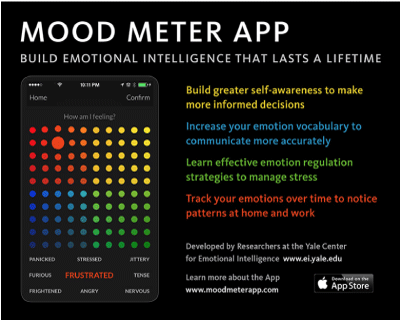 MOOD METER APP
BUILD EMOTIONAL INTELLIGENCE THAT LASTS A LIFETIME
10:11 PM
Home Confirm
How am I feeling?
PANICKED STRESSED JITTERY
FURIOUS FRUSTRATED TENSE
FRIGHTENED ANGRY NERVOUS
Build greater self-awareness to make
more informed decisions
Increase your emotion vocabulary to
communicate more accurately
Learn effective emotion regulation
strategies to manage stress
Track your emotions over time to notice
patterns at home and work
Developed by Researchers at the Yale Center
for Emotional Intelligence www.ei.yale.edu
Learn more about the App
www.moodmeterapp.com
Download on the
App Store